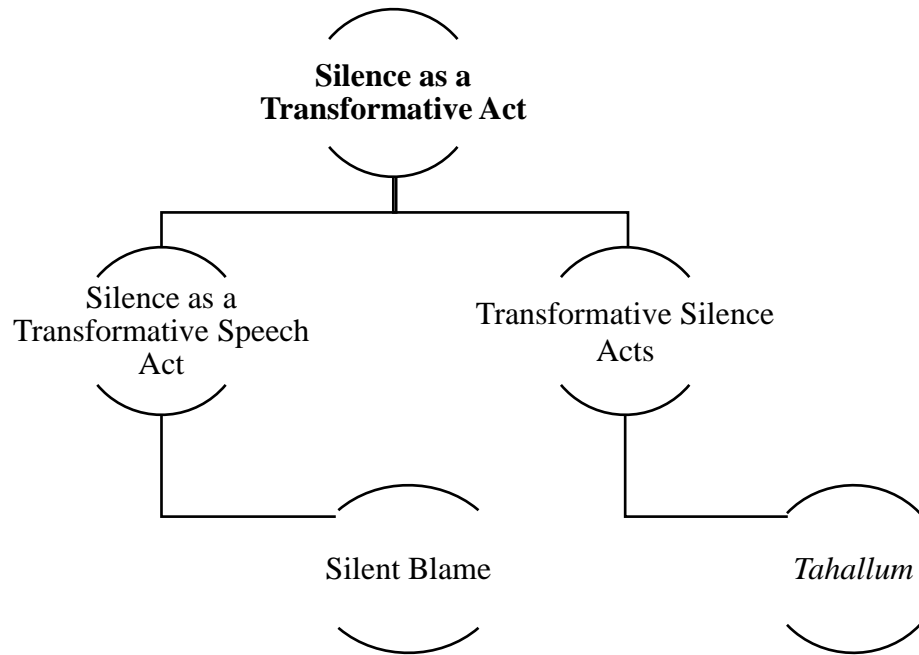 Silence as a
Transformative Act
Silence as a
Transformative Speech
Act
Transformative Silence
Acts
Silent Blame
Tahallum